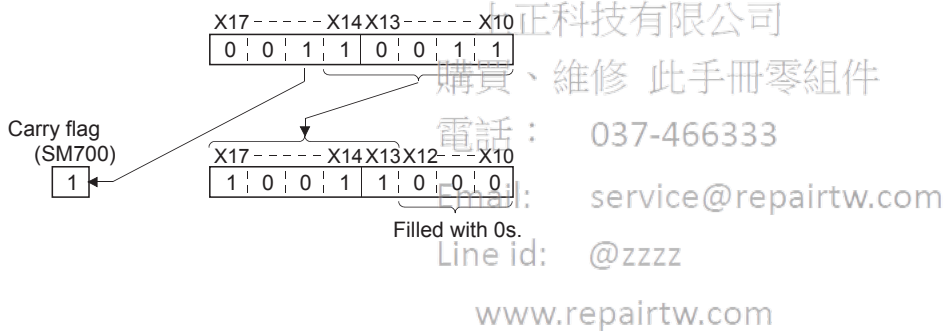 X17 - - - - - X14 X13 - - - - - X10
0 0 1 1 0 0 1 1
Carry flag
(SM700)
1
X17 - - - - - X14 X13 X12 - - - X10
1 0 0 1 1 0 0 0
Filled with 0s.
正科技有限公司
購買、維修 此手冊零組件
電話： 037-466333
Email: service@repairtw.com
Line id: @zzzz
www.repairtw.com